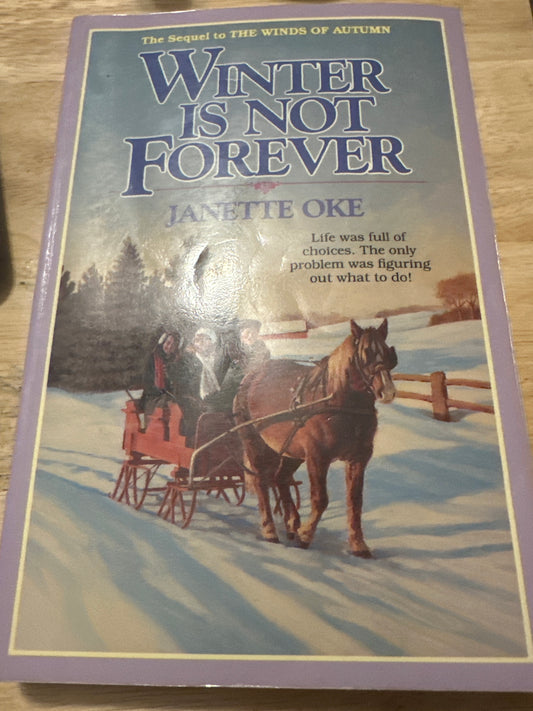 The Sequel to THE WINDS OF AUTUMN
WINTER
IS NOT
FOREVER
JANETTE OKE
Life was full of
choices. The only
problem was figuring
out what to do!